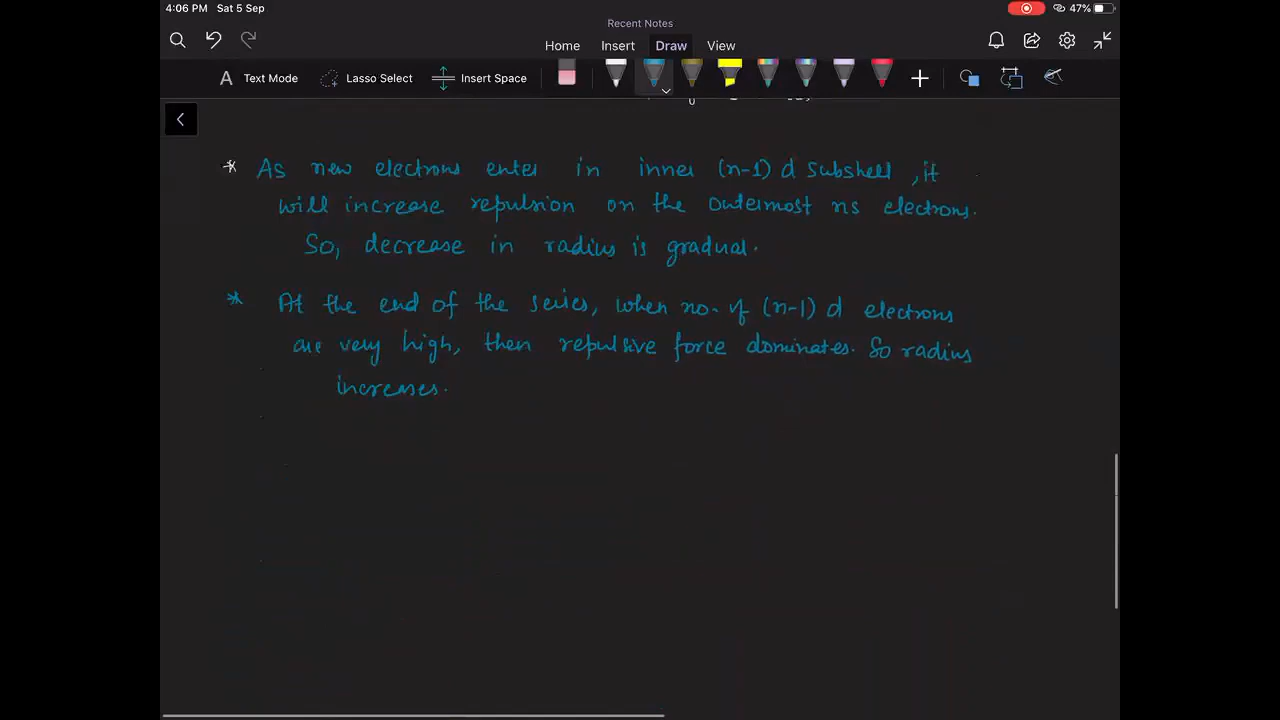 4:06 PM Sat 5 Sep
47%
Recent Notes
Home Insert Draw View
Text Mode Lasso Select Insert Space
* As new electrons enter in inner (n-1) d subshell, it
will increase repulsion on the outermost ns electrons.
So, decrease in radius is gradual.
* At the end of the series, when no. of (n-1) d electrons
are very high, then repulsive force dominates. So radius
increases.